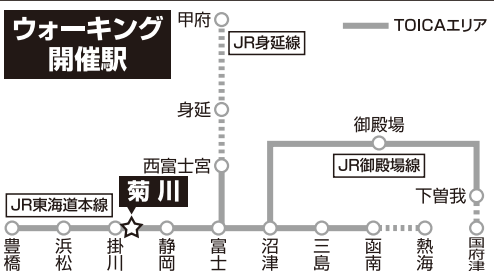 ウォーキング
開催駅
TOICAエリア
甲府
JR身延線
身延
西富士宮
御殿場
JR御殿場線
下曽我
JR東海道本線
菊川
豊橋
浜松
掛川
静岡
富士
沼津
三島
函南
熱海
国府津